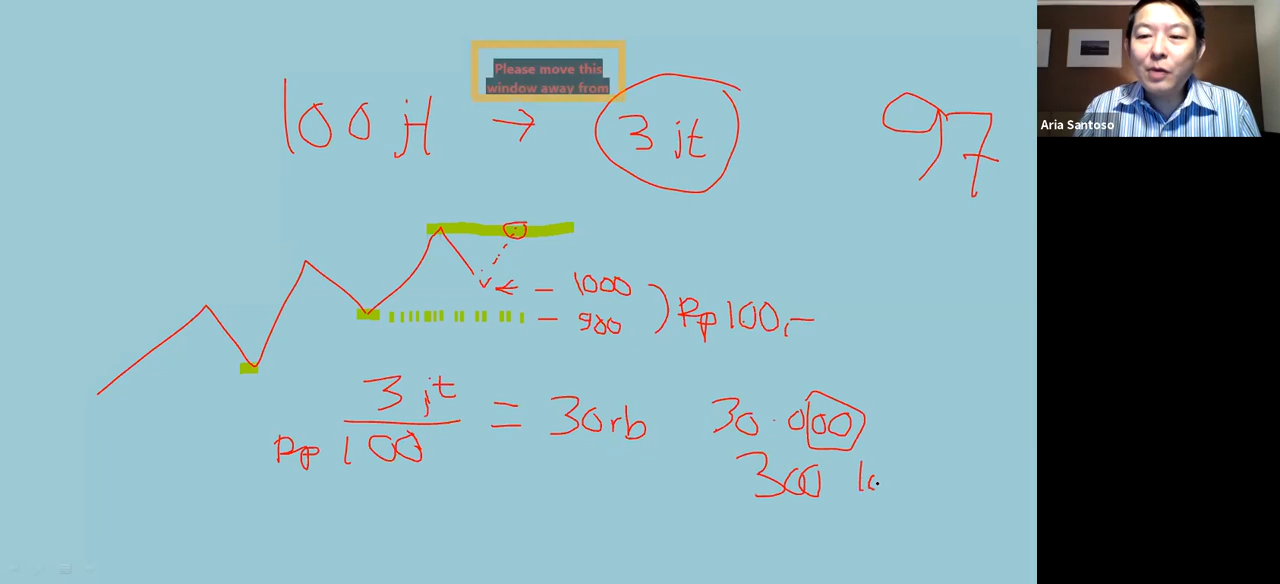 100 jt → 3 jt 97
Please move this
window away from
Aria Santoso
1000
900
Rp 100,-
3 jt
Rp 100
= 30rb
30.000
300